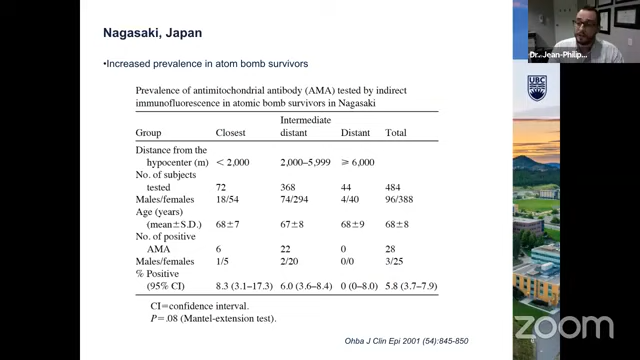 Nagasaki, Japan
•Increased prevalence in atom bomb survivors
Prevalence of antimitochondrial antibody (AMA) tested by indirect
immunofluorescence in atomic bomb survivors in Nagasaki
Intermediate
Group Closest distant Distant Total
Distance from the
hypocenter (m) < 2,000 2,000–5,999 ≥ 6,000
No. of subjects
tested 72 368 44 484
Males/females 18/54 74/294 4/40 96/388
Age (years)
(mean±S.D.) 68±7 67±8 68±9 68±8
No. of positive
AMA 6 22 0 28
Males/females 1/5 2/20 0/0 3/25
% Positive
(95% CI) 8.3 (3.1–17.3) 6.0 (3.6–8.4) 0 (0–8.0) 5.8 (3.7–7.9)
CI=confidence interval.
P=.08 (Mantel-extension test).
Ohba J Clin Epi 2001 (54):845-850
Dr. Jean-Philip...
UBC
zoom